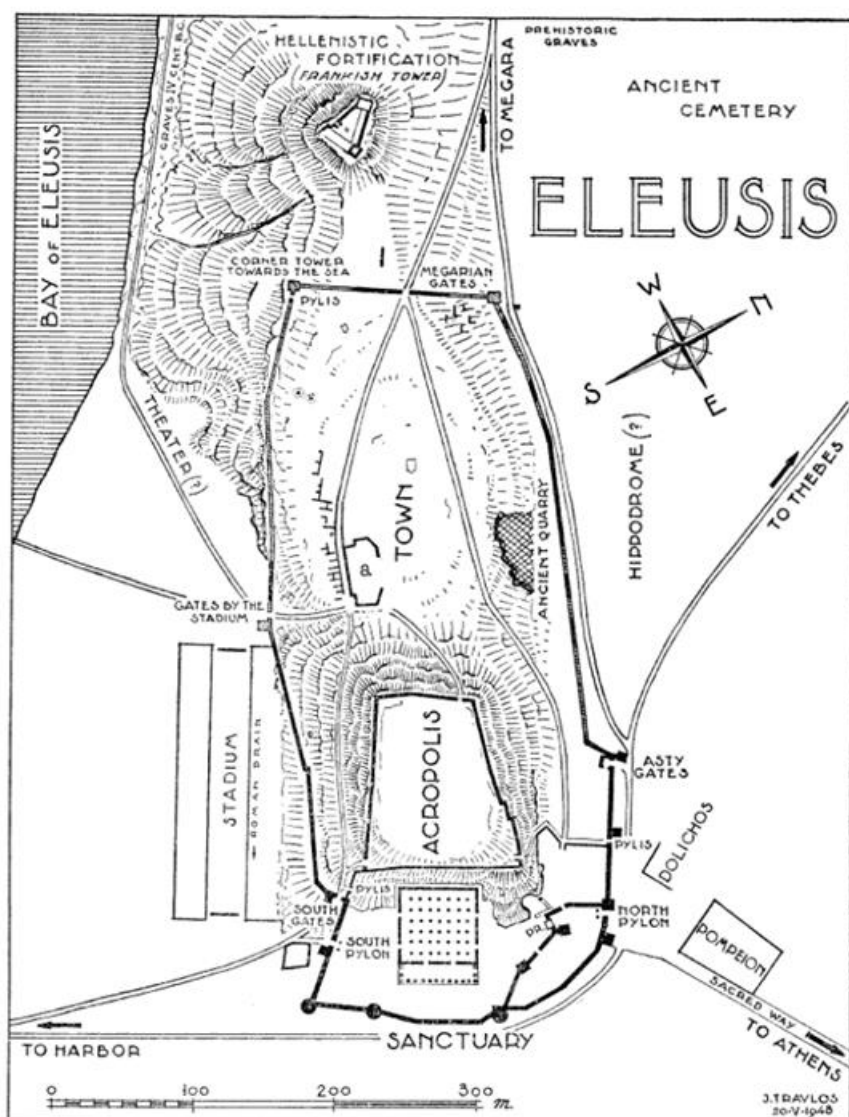 PREHISTORIC
GRAVES
HELLENISTIC
FORTIFICATION
(FRANKISH TOWER)
ANCIENT
CEMETERY
ELEUSIS
GRAVES IV CENT. B.C.
TO MEGARA
BAY OF ELEUSIS
CORNER TOWER
TOWARDS THE SEA
MEGARIAN
GATES
PYLIS
W
N
S
E
THEATER (?)
HIPPODROME (?)
TO THEBES
TOWN
ANCIENT QUARRY
GATES BY THE
STADIUM
STADIUM
ROMAN DRAIN
ACROPOLIS
ASTY
GATES
PYLIS
DOLICHOS
PYLIS
SOUTH
GATES
SOUTH
PYLON
NORTH
PYLON
POMPEION
SACRED WAY
TO ATHENS
SANCTUARY
TO HARBOR
0 100 200 300 m.
J. TRAVLOS
20-V-1948